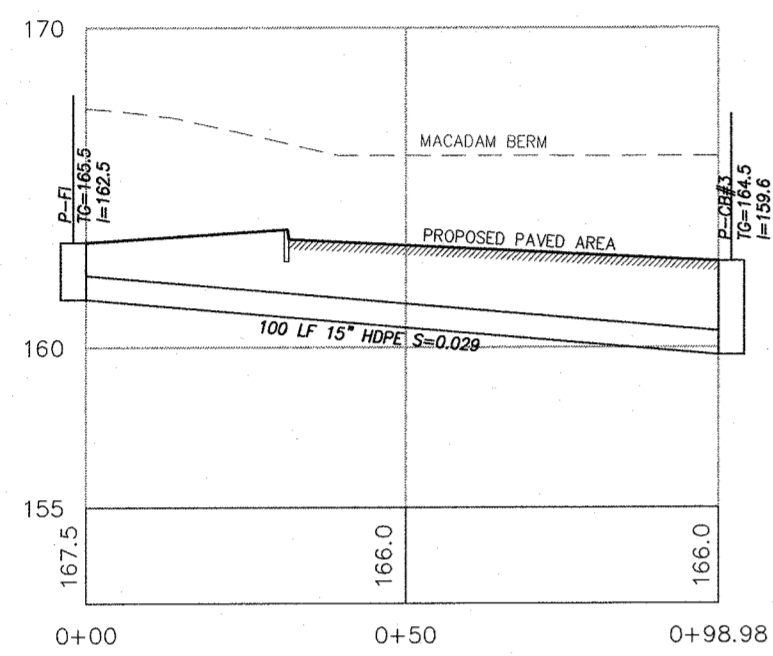 170
MACADAM BERM
P-FI
TG=165.5
I=162.5
P-CB#3
TG=164.5
I=159.6
PROPOSED PAVED AREA
100 LF 15" HDPE S=0.029
160
155
167.5
166.0
166.0
0+00
0+50
0+98.98